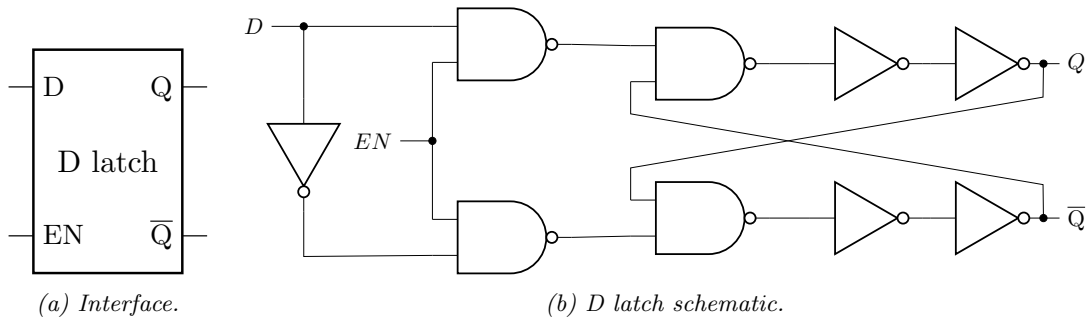 D
Q
D latch
EN
Q̅
(a) Interface.
D
EN
Q
Q̅
(b) D latch schematic.